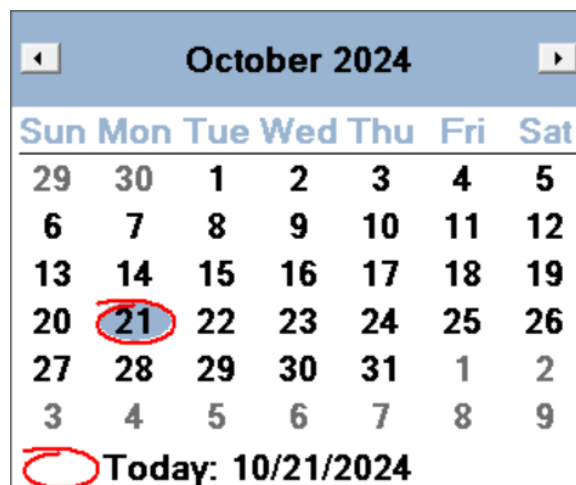 October 2024
Sun Mon Tue Wed Thu Fri Sat
29 30 1 2 3 4 5
6 7 8 9 10 11 12
13 14 15 16 17 18 19
20 21 22 23 24 25 26
27 28 29 30 31 1 2
3 4 5 6 7 8 9
Today: 10/21/2024